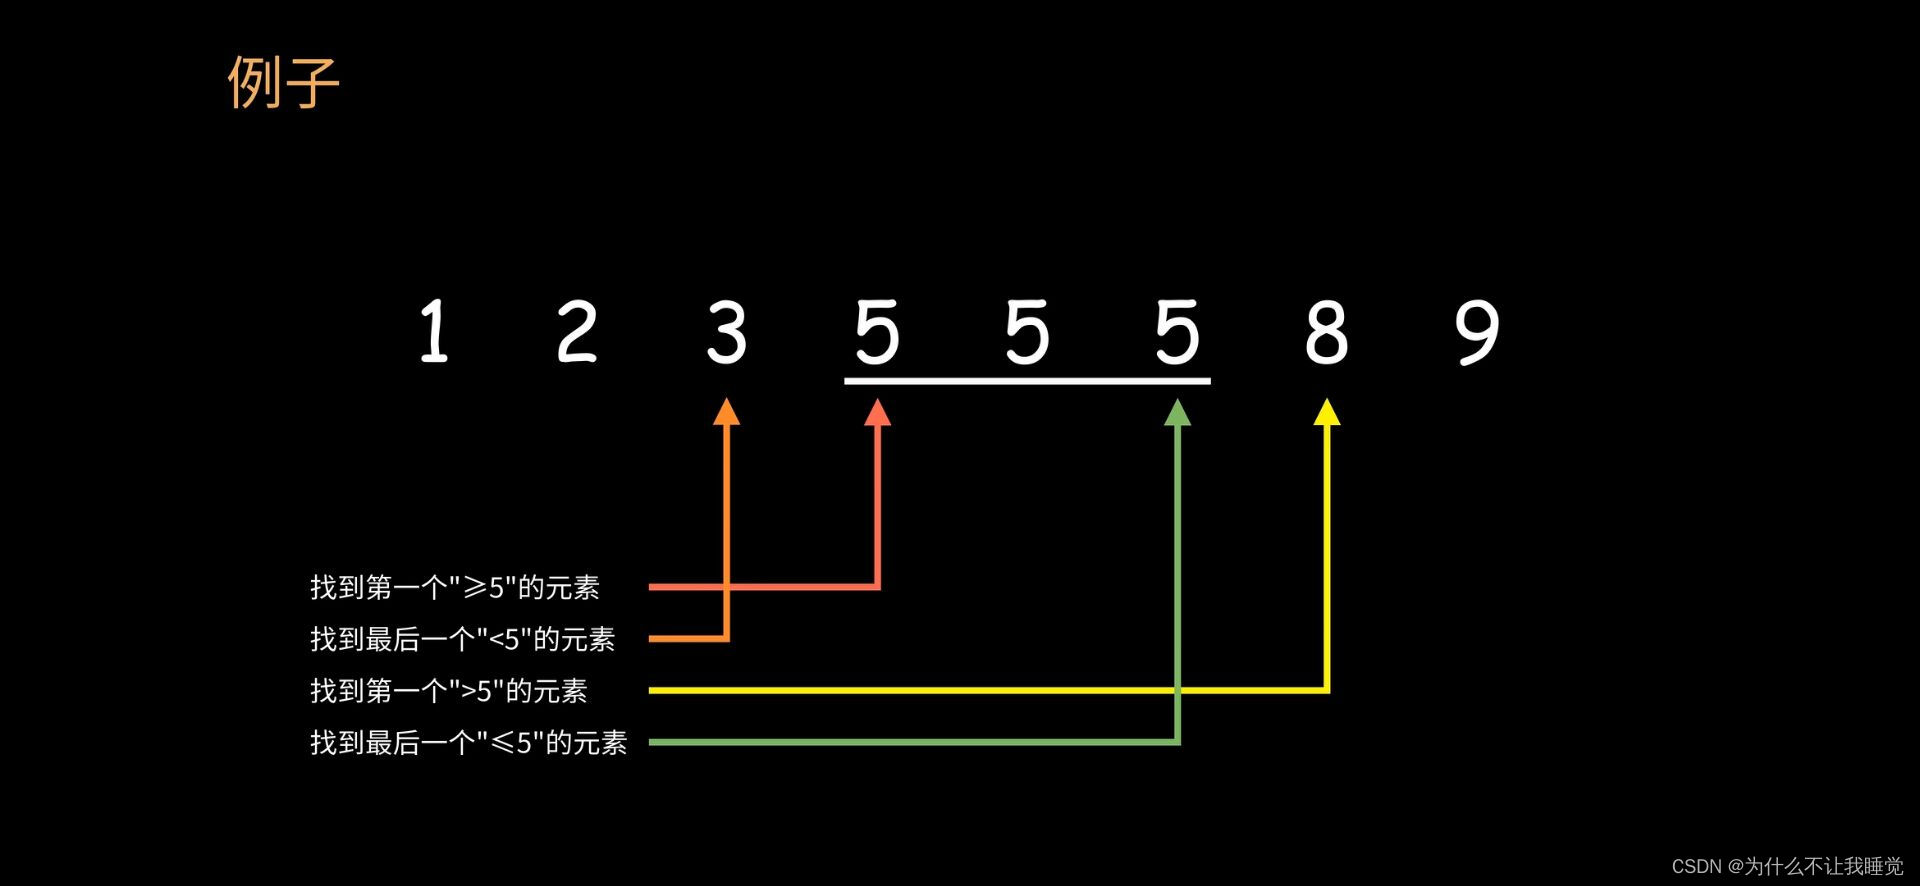 例子
1 2 3 5 5 5 8 9
找到第一个"≥5"的元素
找到最后一个"<5"的元素
找到第一个">5"的元素
找到最后一个"≤5"的元素
CSDN @为什么不让我睡觉